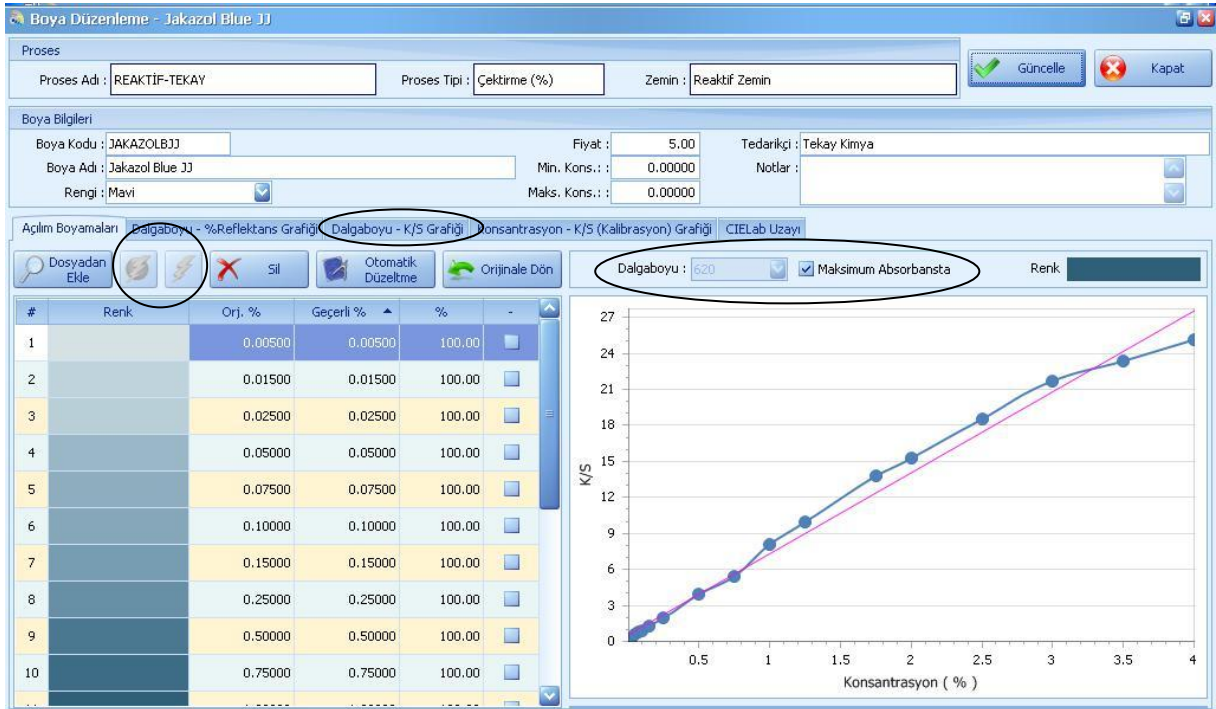 Boya Düzenleme - Jakazol Blue JJ
Proses
Proses Adı : REAKTİF-TEKAY Proses Tipi : Çektirme (%) Zemin : Reaktif Zemin
Güncelle Kapat
Boya Bilgileri
Boya Kodu : JAKAZOLBJJ Fiyat : 5.00 Tedarikçi : Tekay Kimya
Boya Adı : Jakazol Blue JJ Min. Kons.: : 0.00000 Notlar :
Rengi : Mavi Maks. Kons.: : 0.00000
Açılım Boyamaları Dalgaboyu - %Reflektans Grafiği Dalgaboyu - K/S Grafiği Konsantrasyon - K/S (Kalibrasyon) Grafiği CIELab Uzayı
Dosyadan Ekle Sil Otomatik Düzeltme Orijinale Dön
Dalgaboyu : 620 Maksimum Absorbansta Renk
# Renk Orj. % Geçerli % % -
1 0.00500 0.00500 100.00
2 0.01500 0.01500 100.00
3 0.02500 0.02500 100.00
4 0.05000 0.05000 100.00
5 0.07500 0.07500 100.00
6 0.10000 0.10000 100.00
7 0.15000 0.15000 100.00
8 0.25000 0.25000 100.00
9 0.50000 0.50000 100.00
10 0.75000 0.75000 100.00
27
24
21
18
15
12
9
6
3
0
K/S
0.5 1 1.5 2 2.5 3 3.5 4
Konsantrasyon ( % )